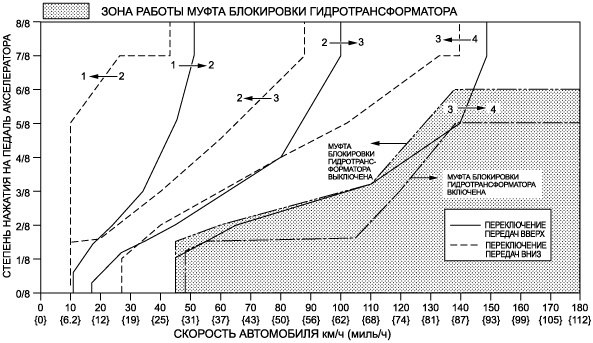 ЗОНА РАБОТЫ МУФТА БЛОКИРОВКИ ГИДРОТРАНСФОРМАТОРА
СТЕПЕНЬ НАЖАТИЯ НА ПЕДАЛЬ АКСЕЛЕРАТОРА
8/8
7/8
6/8
5/8
4/8
3/8
2/8
1/8
0/8
1 2
1 2
2 3
2 3
3 4
3 4
МУФТА
БЛОКИРОВКИ
ГИДРОТРАНС-
ФОРМАТОРА
ВЫКЛЮЧЕНА
МУФТА БЛОКИРОВКИ
ГИДРОТРАНСФОРМАТОРА
ВКЛЮЧЕНА
ПЕРЕКЛЮЧЕНИЕ
ПЕРЕДАЧ ВВЕРХ
ПЕРЕКЛЮЧЕНИЕ
ПЕРЕДАЧ ВНИЗ
0 10 20 30 40 50 60 70 80 90 100 110 120 130 140 150 160 170 180
{0} {6.2} {12} {19} {25} {31} {37} {43} {50} {56} {62} {68} {74} {81} {87} {93} {99} {105} {112}
СКОРОСТЬ АВТОМОБИЛЯ км/ч (миль/ч)